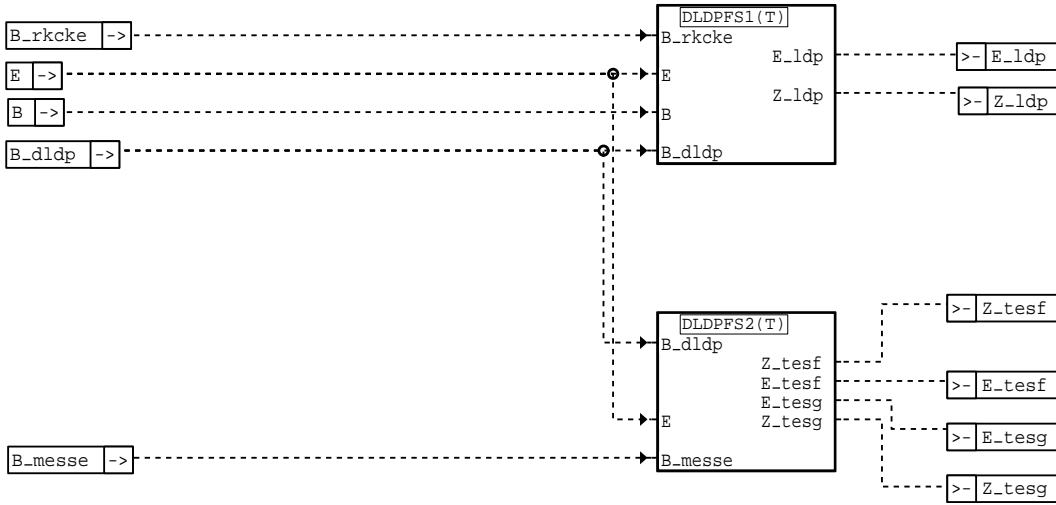 B_rkcke ->
E ->
B ->
B_dldp ->
DLDPFS1(T)
B_rkcke
E
B
B_dldp
E_ldp
Z_ldp
>- E_ldp
>- Z_ldp
DLDPFS2(T)
B_dldp
Z_tesf
E_tesf
E_tesg
E
Z_tesg
B_messe
B_messe ->
>- Z_tesf
>- E_tesf
>- E_tesg
>- Z_tesg